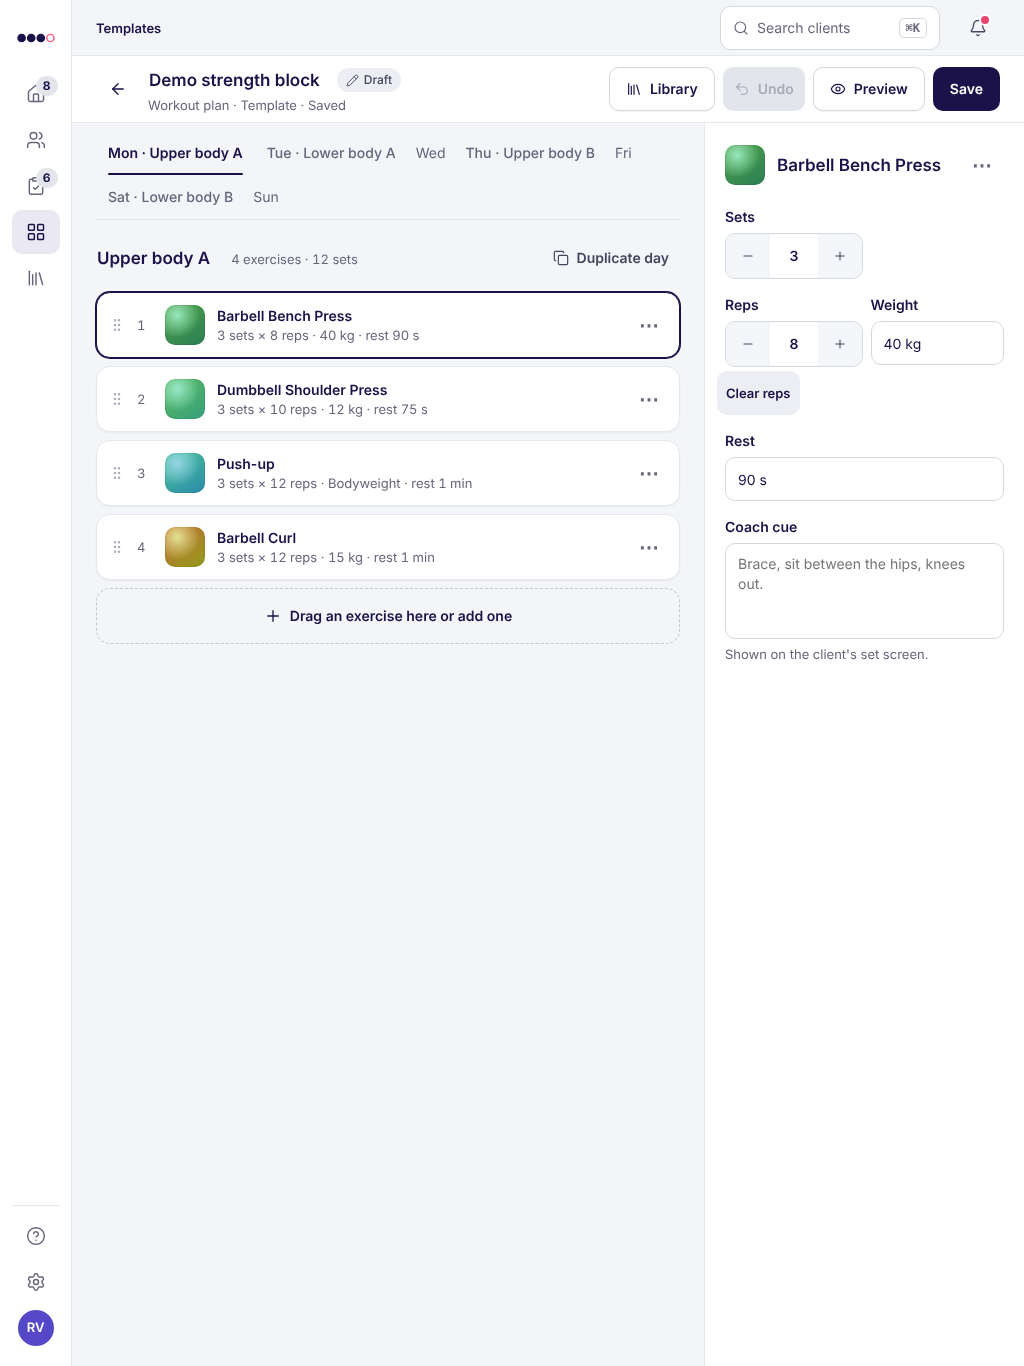 Templates
Search clients
⌘K
8
6
Demo strength block
Draft
Workout plan · Template · Saved
Library
Undo
Preview
Save
Mon · Upper body A
Tue · Lower body A
Wed
Thu · Upper body B
Fri
Sat · Lower body B
Sun
Upper body A
4 exercises · 12 sets
Duplicate day
1
Barbell Bench Press
3 sets × 8 reps · 40 kg · rest 90 s
2
Dumbbell Shoulder Press
3 sets × 10 reps · 12 kg · rest 75 s
3
Push-up
3 sets × 12 reps · Bodyweight · rest 1 min
4
Barbell Curl
3 sets × 12 reps · 15 kg · rest 1 min
Drag an exercise here or add one
Barbell Bench Press
Sets
3
Reps
Weight
8
40 kg
Clear reps
Rest
90 s
Coach cue
Brace, sit between the hips, knees
out.
Shown on the client's set screen.
RV